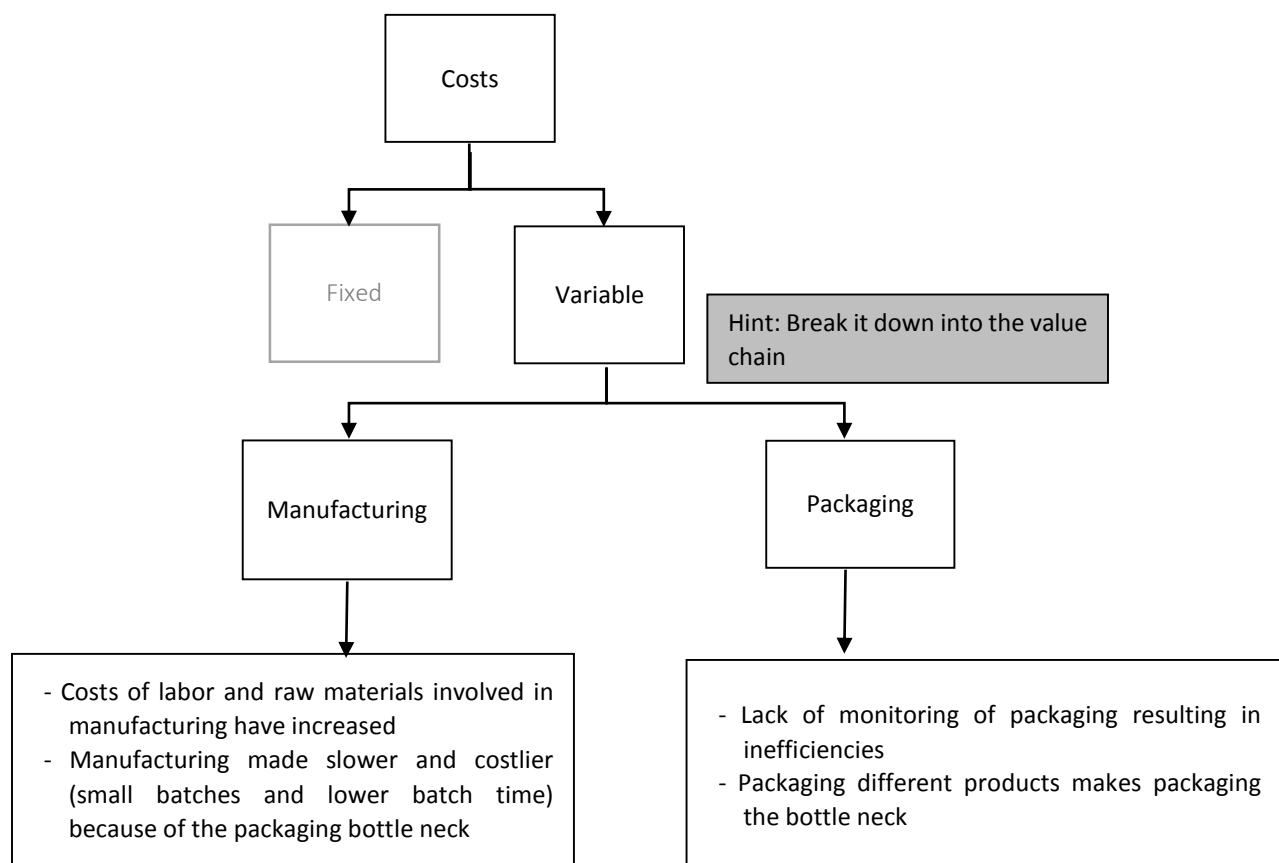 Costs
Fixed
Variable
Hint: Break it down into the value
chain
Manufacturing
Packaging
- Costs of labor and raw materials involved in
manufacturing have increased
- Manufacturing made slower and costlier
(small batches and lower batch time)
because of the packaging bottle neck
- Lack of monitoring of packaging resulting in
inefficiencies
- Packaging different products makes packaging
the bottle neck